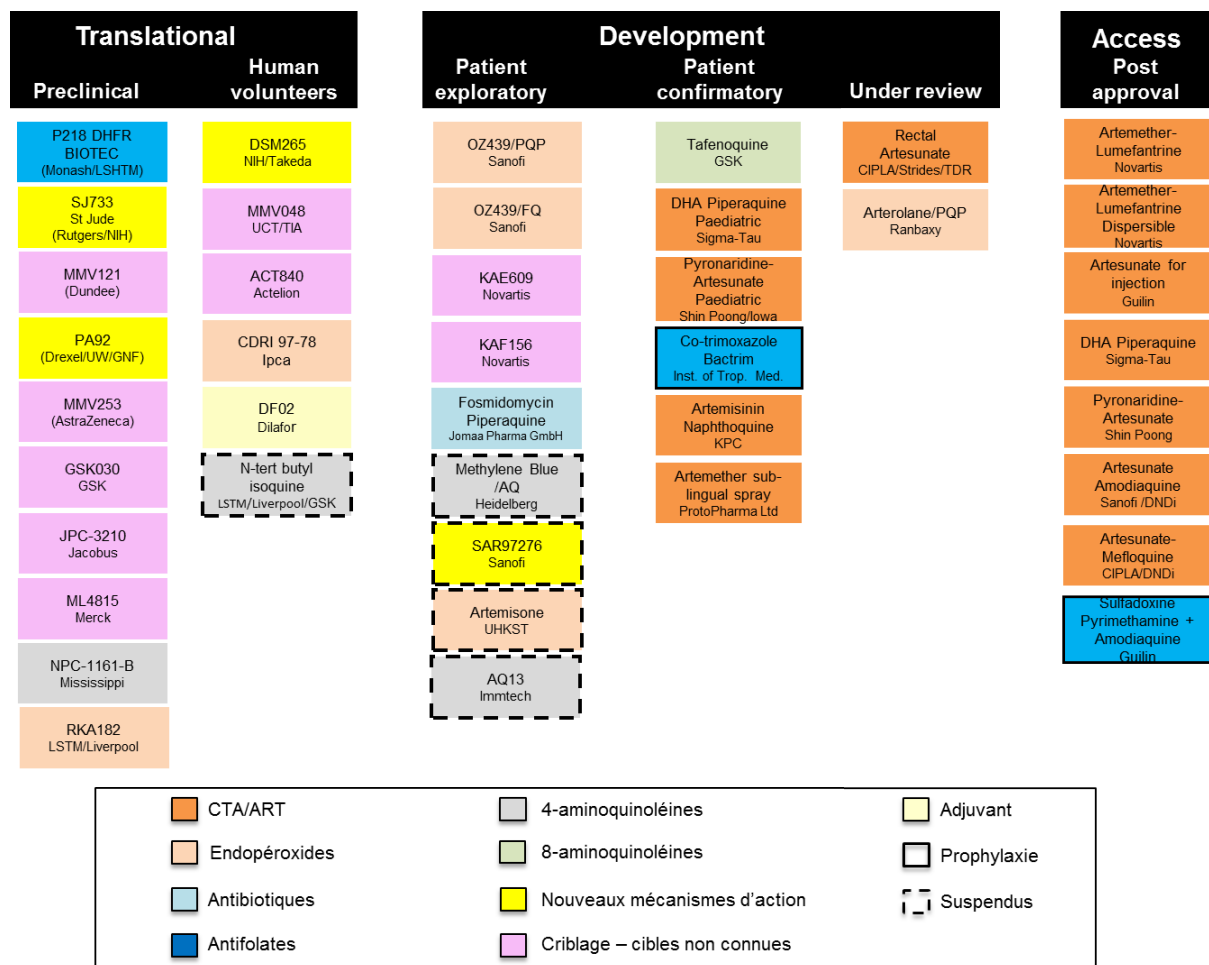 Translational
Preclinical
Human
volunteers
Development
Patient
exploratory
Patient
confirmatory
Under review
Access
Post
approval
P218 DHFR
BIOTEC
(Monash/LSHTM)
SJ733
St Jude
(Rutgers/NIH)
MMV121
(Dundee)
PA92
(Drexel/UW/GNF)
MMV253
(AstraZeneca)
GSK030
GSK
JPC-3210
Jacobus
ML4815
Merck
NPC-1161-B
Mississippi
RKA182
LSTM/Liverpool
DSM265
NIH/Takeda
MMV048
UCT/TIA
ACT840
Actelion
CDRI 97-78
Ipca
DF02
Dilafor
N-tert butyl
isoquine
LSTM/Liverpool/GSK
OZ439/PQP
Sanofi
OZ439/FQ
Sanofi
KAE609
Novartis
KAF156
Novartis
Fosmidomycin
Piperaquine
Jomaa Pharma GmbH
Methylene Blue
/AQ
Heidelberg
SAR97276
Sanofi
Artemisone
UHKST
AQ13
Immtech
Tafenoquine
GSK
DHA Piperaquine
Paediatric
Sigma-Tau
Pyronaridine-
Artesunate
Paediatric
Shin Poong/Iowa
Co-trimoxazole
Bactrim
Inst. of Trop. Med.
Artemisinin
Naphthoquine
KPC
Artemether sub-
lingual spray
ProtoPharma Ltd
Rectal
Artesunate
CIPLA/Strides/TDR
Arterolane/PQP
Ranbaxy
Artemether-
Lumefantrine
Novartis
Artemether-
Lumefantrine
Dispersible
Novartis
Artesunate for
injection
Guilin
DHA Piperaquine
Sigma-Tau
Pyronaridine-
Artesunate
Shin Poong
Artesunate
Amodiaquine
Sanofi /DNDi
Artesunate-
Mefloquine
CIPLA/DNDi
Sulfadoxine
Pyrimethamine +
Amodiaquine
Guilin
CTA/ART
Endopéroxides
Antibiotiques
Antifolates
4-aminoquinoléines
8-aminoquinoléines
Nouveaux mécanismes d'action
Criblage – cibles non connues
Adjuvant
Prophylaxie
Suspendus